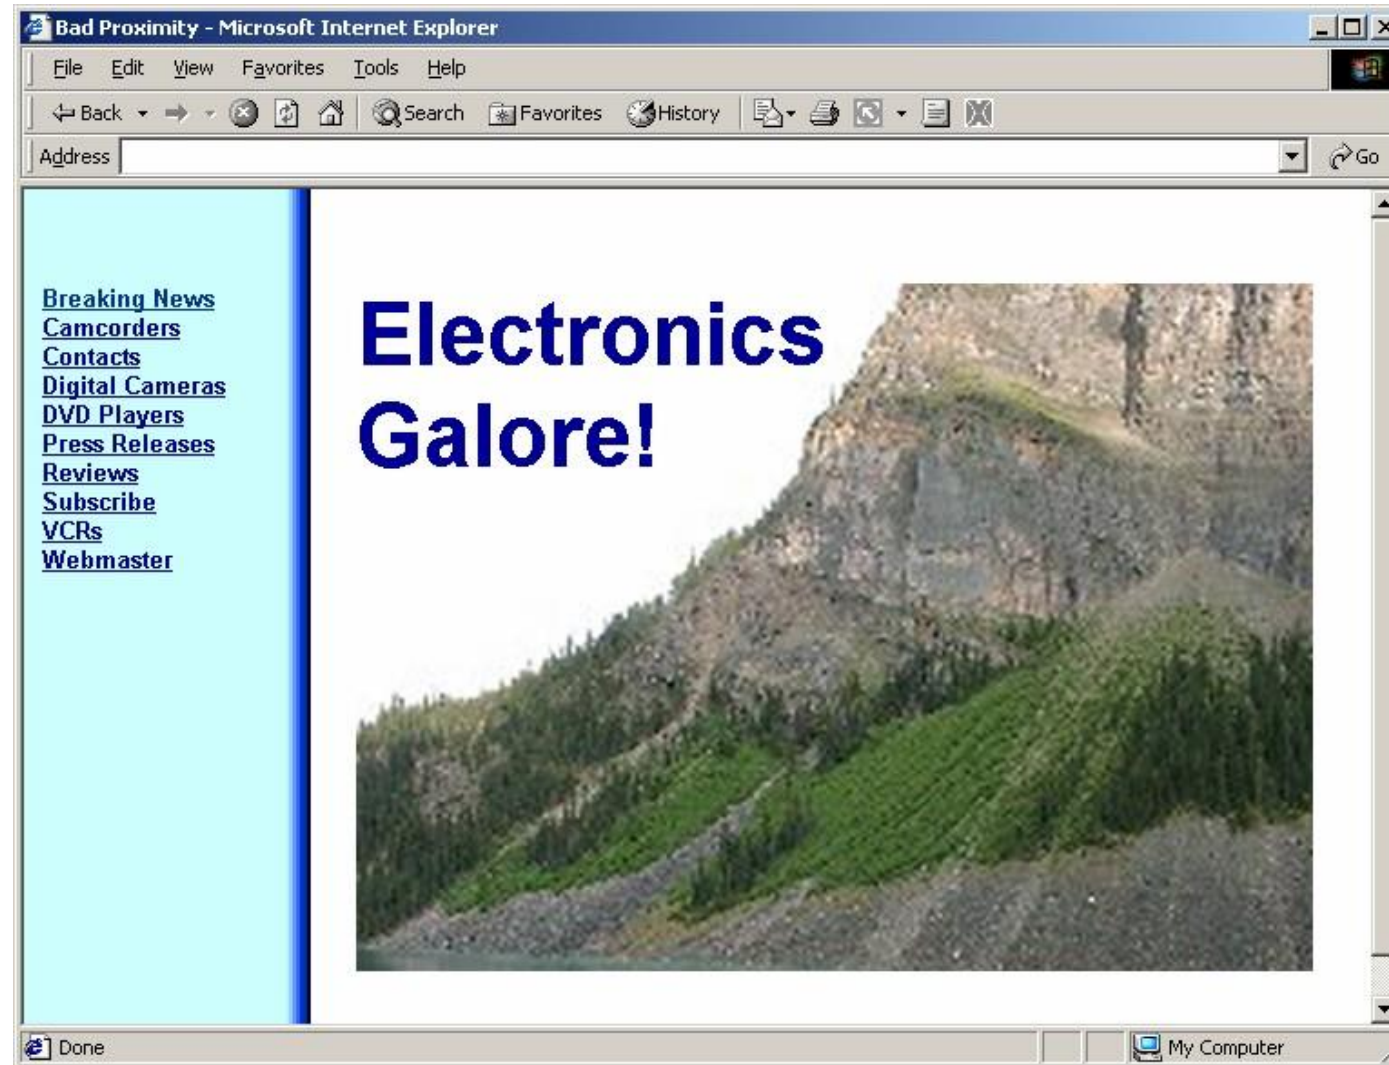 Bad Proximity - Microsoft Internet Explorer
File Edit View Favorites Tools Help
Back Search Favorites History
Address Go
Breaking News
Camcorders
Contacts
Digital Cameras
DVD Players
Press Releases
Reviews
Subscribe
VCRs
Webmaster
Electronics
Galore!
Done My Computer